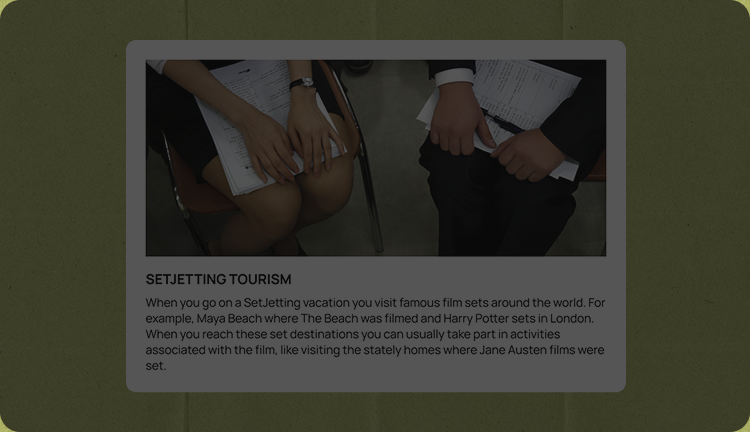 SETJETTING TOURISM
When you go on a SetJetting vacation you visit famous film sets around the world. For
example, Maya Beach where The Beach was filmed and Harry Potter sets in London.
When you reach these set destinations you can usually take part in activities
associated with the film, like visiting the stately homes where Jane Austen films were
set.